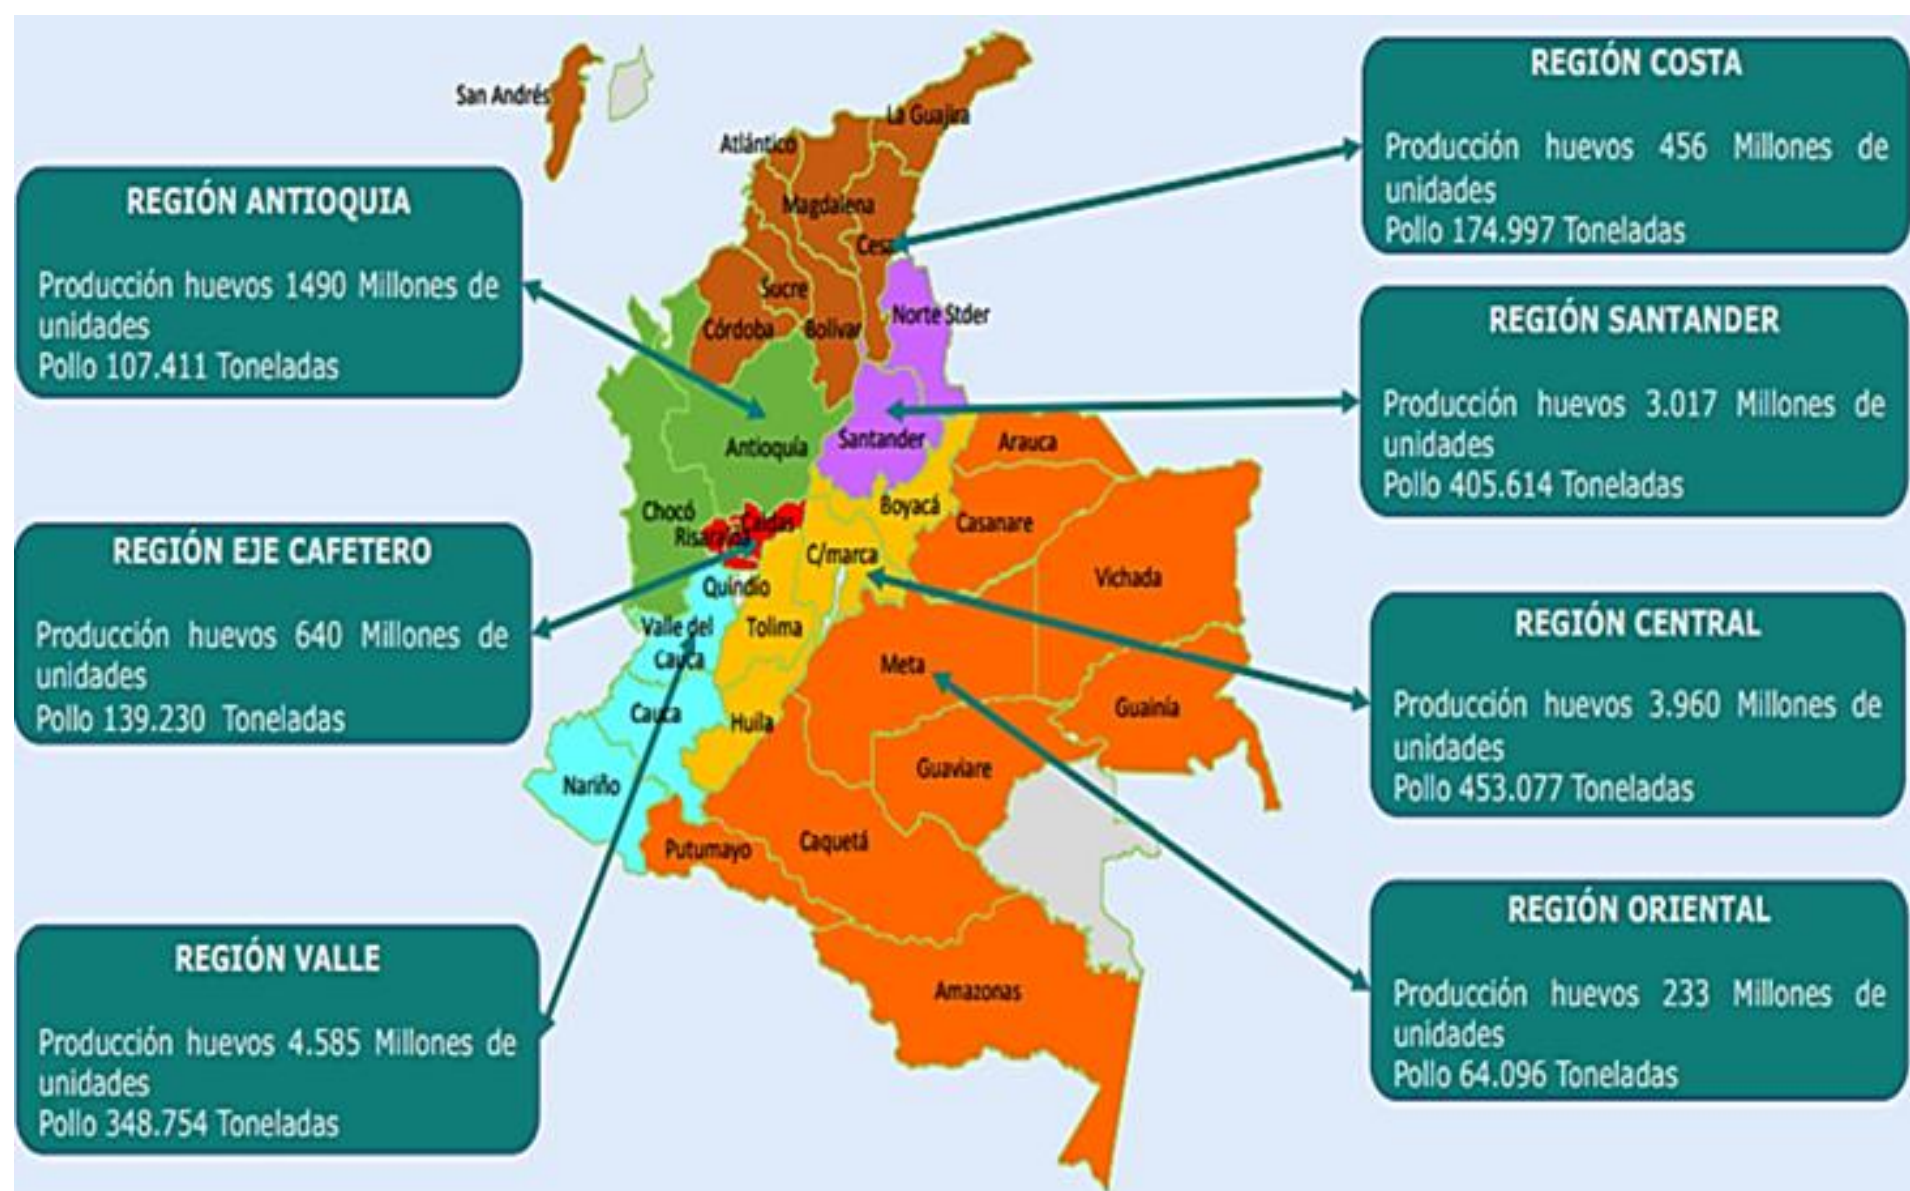 REGIÓN ANTIOQUIA
Producción huevos 1490 Millones de
unidades
Pollo 107.411 Toneladas
REGIÓN EJE CAFETERO
Producción huevos 640 Millones de
unidades
Pollo 139.230 Toneladas
REGIÓN VALLE
Producción huevos 4.585 Millones de
unidades
Pollo 348.754 Toneladas
San Andrés
La Guajira
Atlántico
Magdalena
Cesar
Sucre
Norte Stder
Córdoba
Bolívar
Santander
Arauca
Antioquía
Boyacá
Chocó
Caldas
Casanare
Risaralda
C/marca
Vichada
Quindío
Valle del
Cauca
Tolima
Meta
Cauca
Huila
Guainía
Guaviare
Nariño
Caquetá
Putumayo
Amazonas
REGIÓN COSTA
Producción huevos 456 Millones de
unidades
Pollo 174.997 Toneladas
REGIÓN SANTANDER
Producción huevos 3.017 Millones de
unidades
Pollo 405.614 Toneladas
REGIÓN CENTRAL
Producción huevos 3.960 Millones de
unidades
Pollo 453.077 Toneladas
REGIÓN ORIENTAL
Producción huevos 233 Millones de
unidades
Pollo 64.096 Toneladas